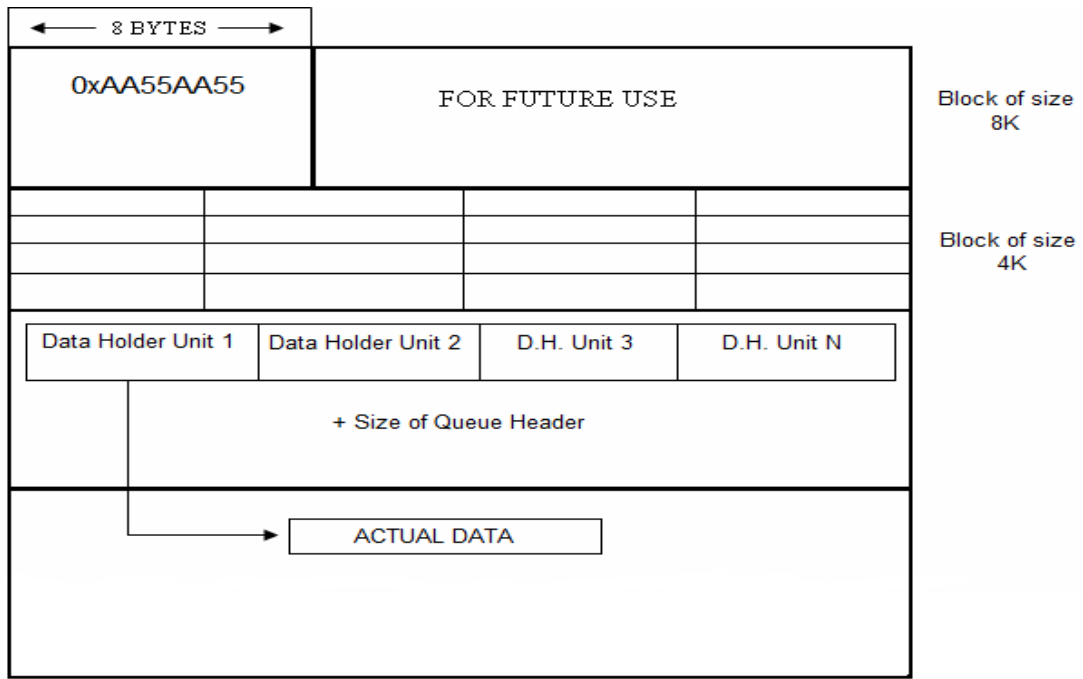 8 BYTES
0xAA55AA55
FOR FUTURE USE
Block of size
8K
Block of size
4K
Data Holder Unit 1
Data Holder Unit 2
D.H. Unit 3
D.H. Unit N
+ Size of Queue Header
ACTUAL DATA